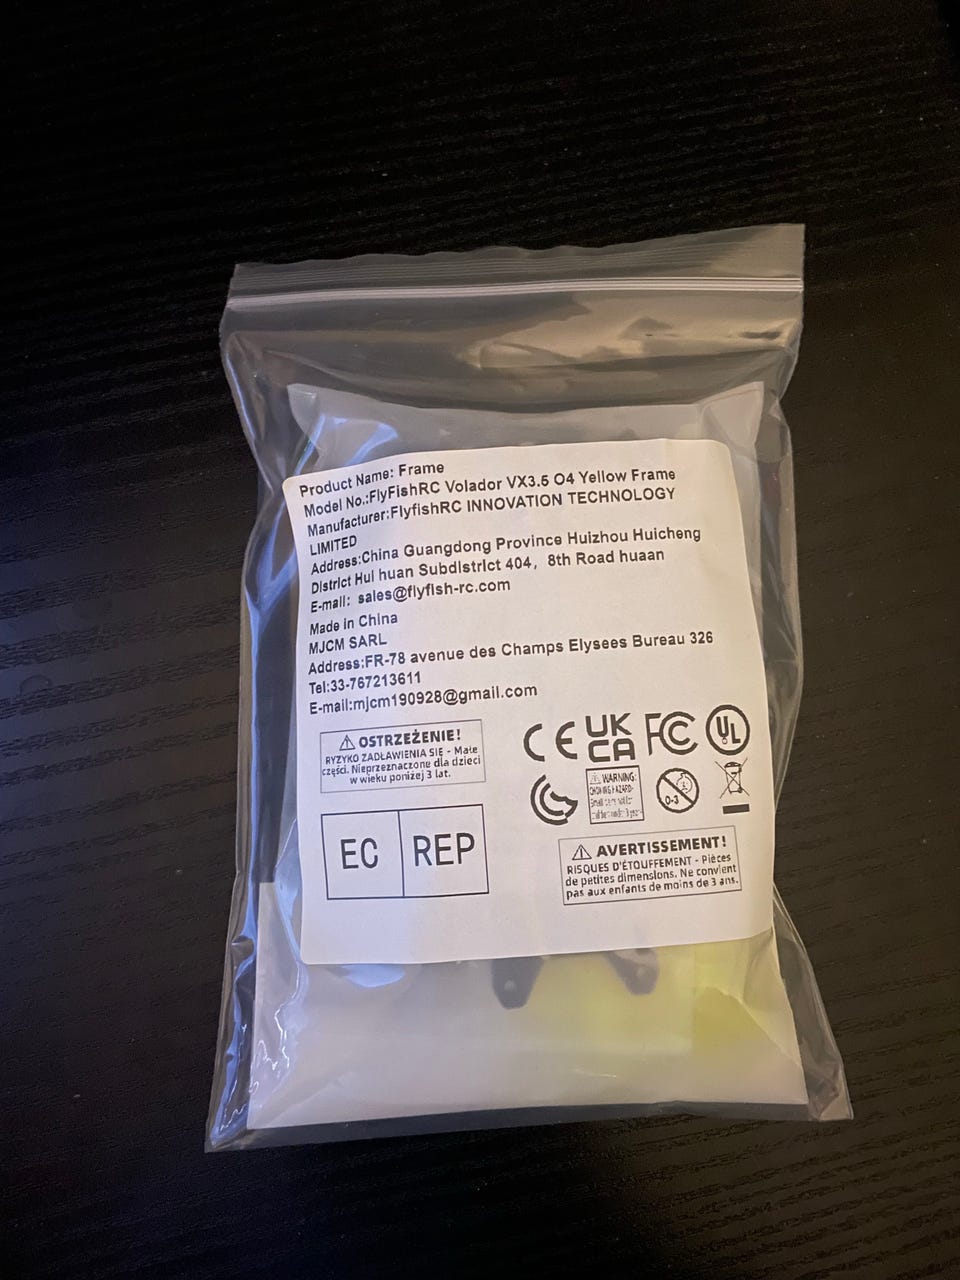 Product Name: Frame
Model No.:FlyFishRC Volador VX3.5 O4 Yellow Frame
Manufacturer:FlyfishRC INNOVATION TECHNOLOGY
LIMITED
Address:China Guangdong Province Huizhou Huicheng
District Hui huan Subdistrict 404，8th Road huaan
E-mail: sales@flyfish-rc.com
Made in China
MJCM SARL
Address:FR-78 avenue des Champs Elysees Bureau 326
Tel:33-767213611
E-mail:mjcm190928@gmail.com
⚠ OSTRZEŻENIE!
RYZYKO ZADŁAWIENIA SIĘ - Małe
części. Nieprzeznaczone dla dzieci
w wieku poniżej 3 lat.
EC REP
CE UK CA FC UL
⚠ WARNING:
CHOKING HAZARD-
0-3
⚠ AVERTISSEMENT!
RISQUES D'ÉTOUFFEMENT - Pièces
de petites dimensions. Ne convient
pas aux enfants de moins de 3 ans.